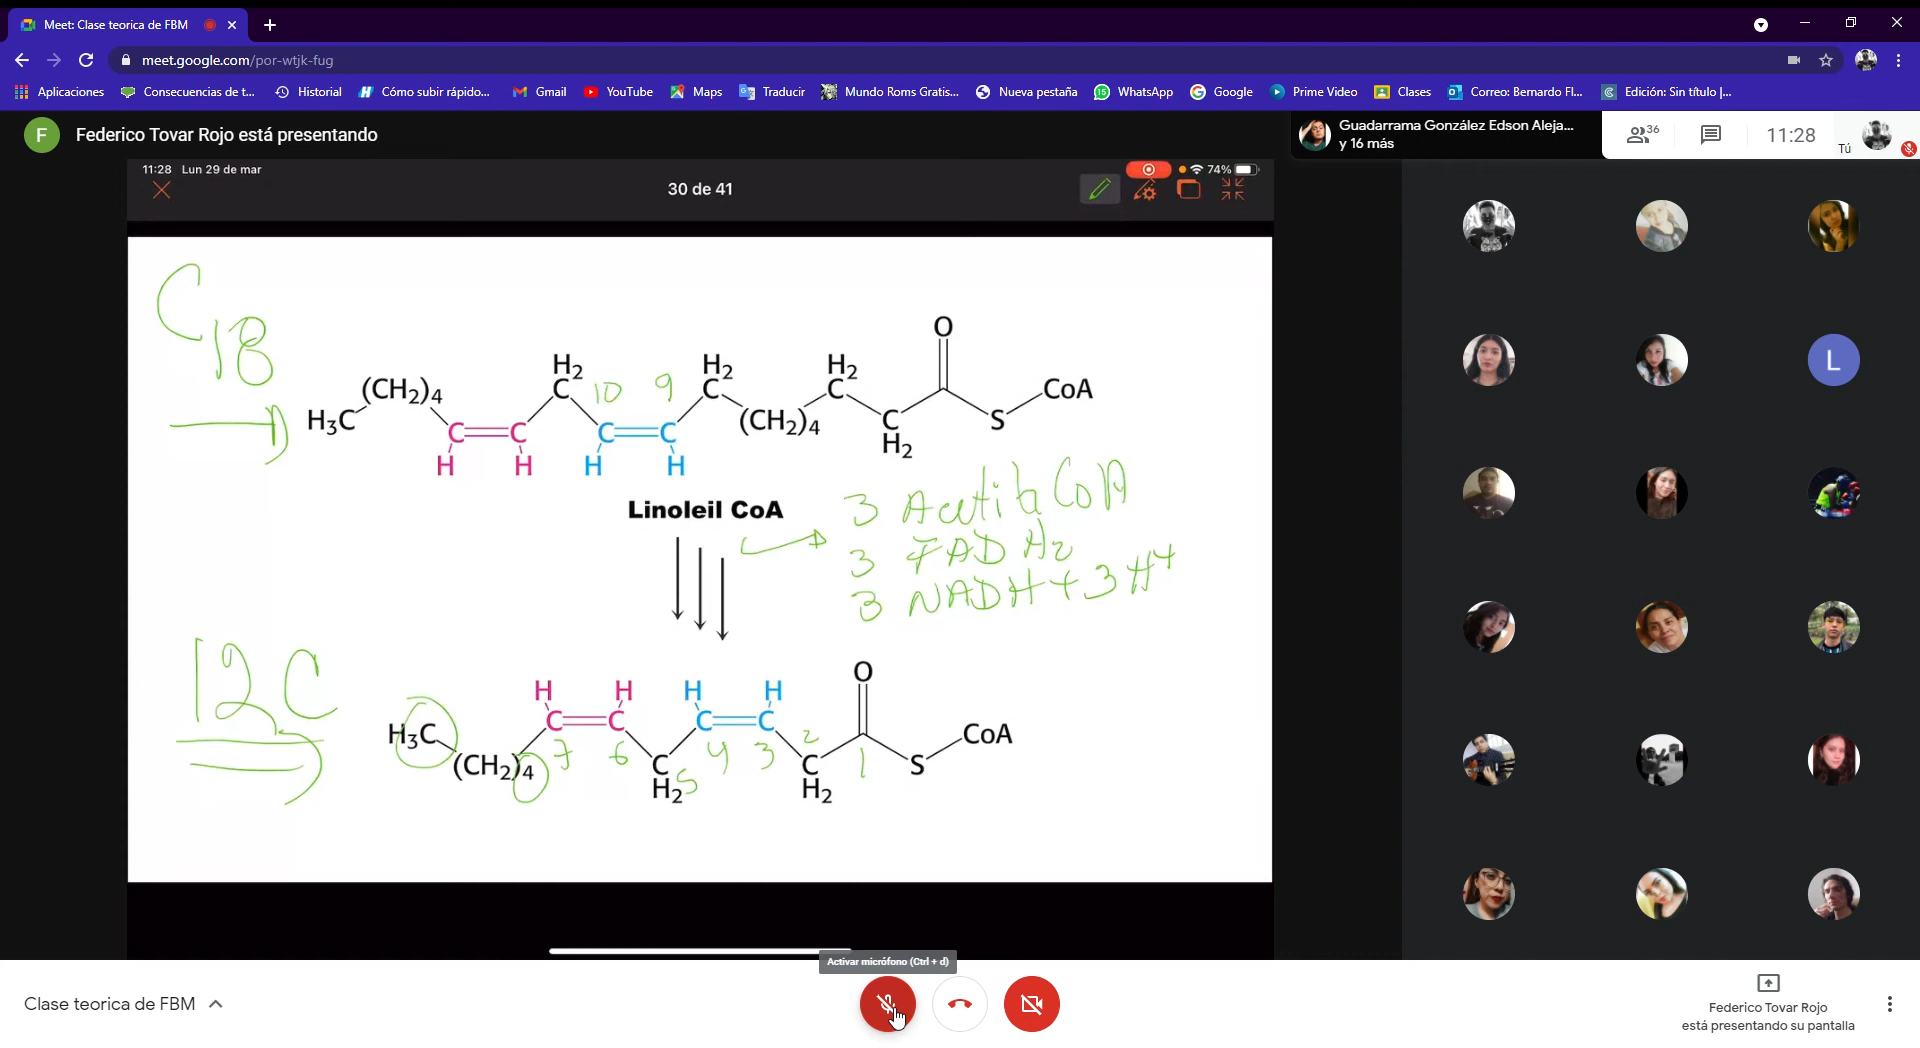 Meet: Clase teorica de FBM
meet.google.com/por-wtjk-fug
Aplicaciones Consecuencias de t... Historial Cómo subir rápido... Gmail YouTube Maps Traducir Mundo Roms Gratis... Nueva pestaña WhatsApp Google Prime Video Clases Correo: Bernardo Fl... Edición: Sin título |...
F Federico Tovar Rojo está presentando
Guadarrama González Edson Aleja...
y 16 más
36
11:28
Tú
11:28 Lun 29 de mar
74%
30 de 41
C18
O
H2 H2 H2
(CH2)4 C 10 9 C C CoA
H3C C C C C (CH2)4 C S
H H H H H2
L
Linoleil CoA
3 Acetil CoA
3 FADH2
3 NADH + 3 H+
12C
O
H H H H
H3C C C C C CoA
(CH2)4 7 6 C 4 3 2 C 1 S
H2 5 H2
Activar micrófono (Ctrl + d)
Clase teorica de FBM
Federico Tovar Rojo
está presentando su pantalla